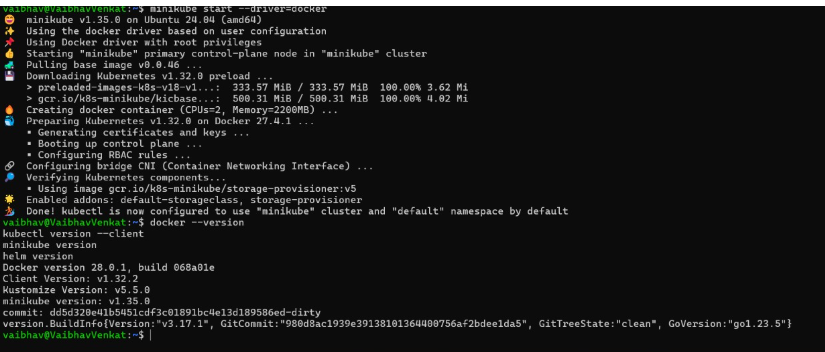 vaibhav@VaibhavVenkat:~$ minikube start --driver=docker
minikube v1.35.0 on Ubuntu 24.04 (amd64)
Using the docker driver based on user configuration
Using Docker driver with root privileges
Starting "minikube" primary control-plane node in "minikube" cluster
Pulling base image v0.0.46 ...
Downloading Kubernetes v1.32.0 preload ...
> preloaded-images-k8s-v18-v1...: 333.57 MiB / 333.57 MiB 100.00% 3.62 Mi
> gcr.io/k8s-minikube/kicbase...: 500.31 MiB / 500.31 MiB 100.00% 4.02 Mi
Creating docker container (CPUs=2, Memory=2200MB) ...
Preparing Kubernetes v1.32.0 on Docker 27.4.1 ...
▪ Generating certificates and keys ...
▪ Booting up control plane ...
▪ Configuring RBAC rules ...
Configuring bridge CNI (Container Networking Interface) ...
Verifying Kubernetes components...
▪ Using image gcr.io/k8s-minikube/storage-provisioner:v5
Enabled addons: default-storageclass, storage-provisioner
Done! kubectl is now configured to use "minikube" cluster and "default" namespace by default
vaibhav@VaibhavVenkat:~$ docker --version
kubectl version --client
minikube version
helm version
Docker version 28.0.1, build 068a01e
Client Version: v1.32.2
Kustomize Version: v5.5.0
minikube version: v1.35.0
commit: dd5d320e41b5451cdf3c01891bc4e13d189586ed-dirty
version.BuildInfo{Version:"v3.17.1", GitCommit:"980d8ac1939e39138101364400756af2bdee1da5", GitTreeState:"clean", GoVersion:"go1.23.5"}
vaibhav@VaibhavVenkat:~$